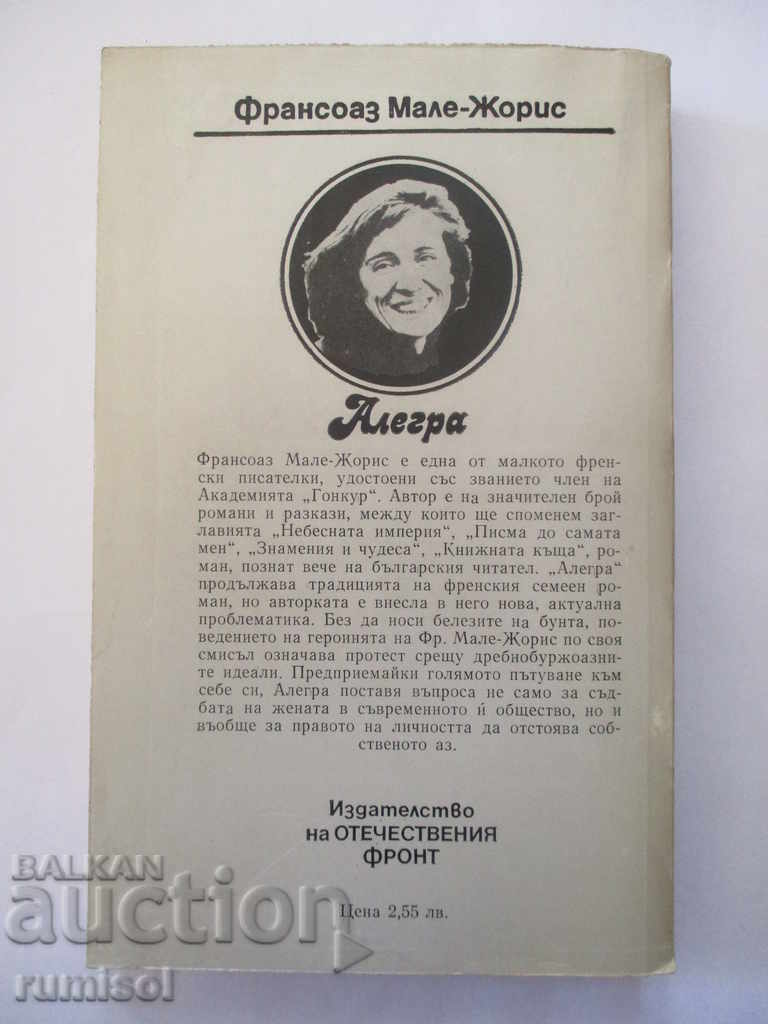 Франсоаз Мале-Жорис
Алегра
Франсоаз Мале-Жорис е една от малкото френ-
ски писателки, удостоени със званието член на
Академията „Гонкур“. Автор е на значителен брой
романи и разкази, между които ще споменем заг-
лавията „Небесната империя“, „Писма до самата
мен“, „Знамения и чудеса“, „Книжната къща“, ро-
ман, познат вече на българския читател. „Алегра“
продължава традицията на френския семеен ро-
ман, но авторката е внесла в него нова, актуална
проблематика. Без да носи белезите на бунта, по-
ведението на героинята на Фр. Мале-Жорис по своя
смисъл означава протест срещу дребнобуржоазни-
те идеали. Предприемайки голямото пътуване към
себе си, Алегра поставя въпроса не само за съд-
бата на жената в съвременното ѝ общество, но и
въобще за правото на личността да отстоява соб-
ственото аз.
Издателство
на ОТЕЧЕСТВЕНИЯ
ФРОНТ
Цена 2,55 лв.
BALKAN
auction
rumisol